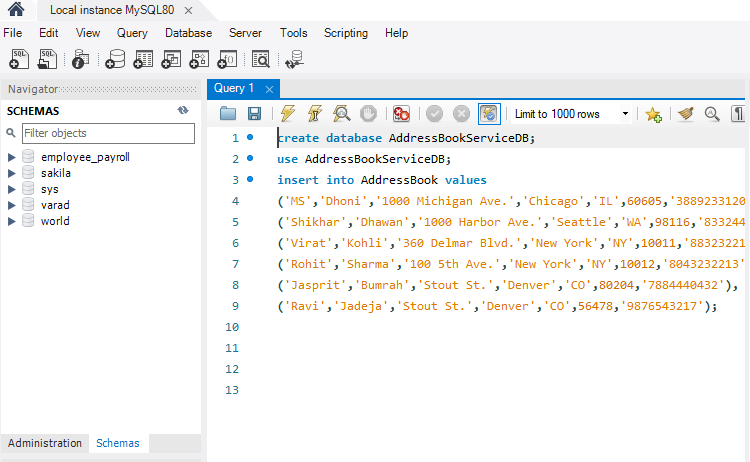 Local instance MySQL80
File Edit View Query Database Server Tools Scripting Help
Navigator
SCHEMAS
Filter objects
employee_payroll
sakila
sys
varad
world
Administration Schemas
Query 1
Limit to 1000 rows
1 create database AddressBookServiceDB;
2 use AddressBookServiceDB;
3 insert into AddressBook values
4 ('MS','Dhoni','1000 Michigan Ave.','Chicago','IL',60605,'3889233120
5 ('Shikhar','Dhawan','1000 Harbor Ave.','Seattle','WA',98116,'833244
6 ('Virat','Kohli','360 Delmar Blvd.','New York','NY',10011,'88323221
7 ('Rohit','Sharma','100 5th Ave.','New York','NY',10012,'8043232213'
8 ('Jasprit','Bumrah','Stout St.','Denver','CO',80204,'7884440432'),
9 ('Ravi','Jadeja','Stout St.','Denver','CO',56478,'9876543217');
10
11
12
13